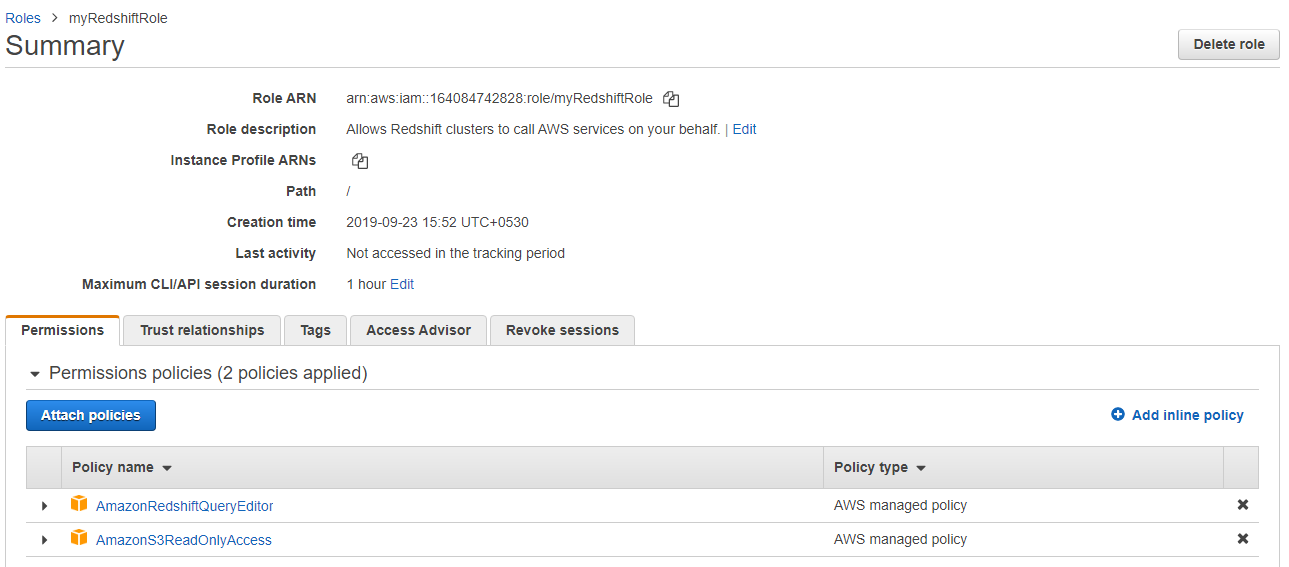 Roles > myRedshiftRole
Summary
Delete role
Role ARN arn:aws:iam::164084742828:role/myRedshiftRole
Role description Allows Redshift clusters to call AWS services on your behalf. | Edit
Instance Profile ARNs
Path /
Creation time 2019-09-23 15:52 UTC+0530
Last activity Not accessed in the tracking period
Maximum CLI/API session duration 1 hour Edit
Permissions Trust relationships Tags Access Advisor Revoke sessions
Permissions policies (2 policies applied)
Attach policies Add inline policy
Policy name Policy type
AmazonRedshiftQueryEditor AWS managed policy
AmazonS3ReadOnlyAccess AWS managed policy